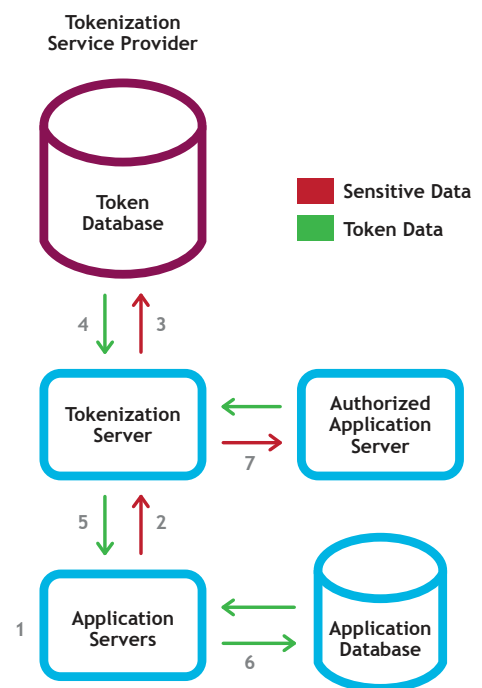 Tokenization
Service Provider
Token
Database
Sensitive Data
Token Data
4
3
Tokenization
Server
Authorized
Application
Server
7
5
2
1
Application
Servers
Application
Database
6